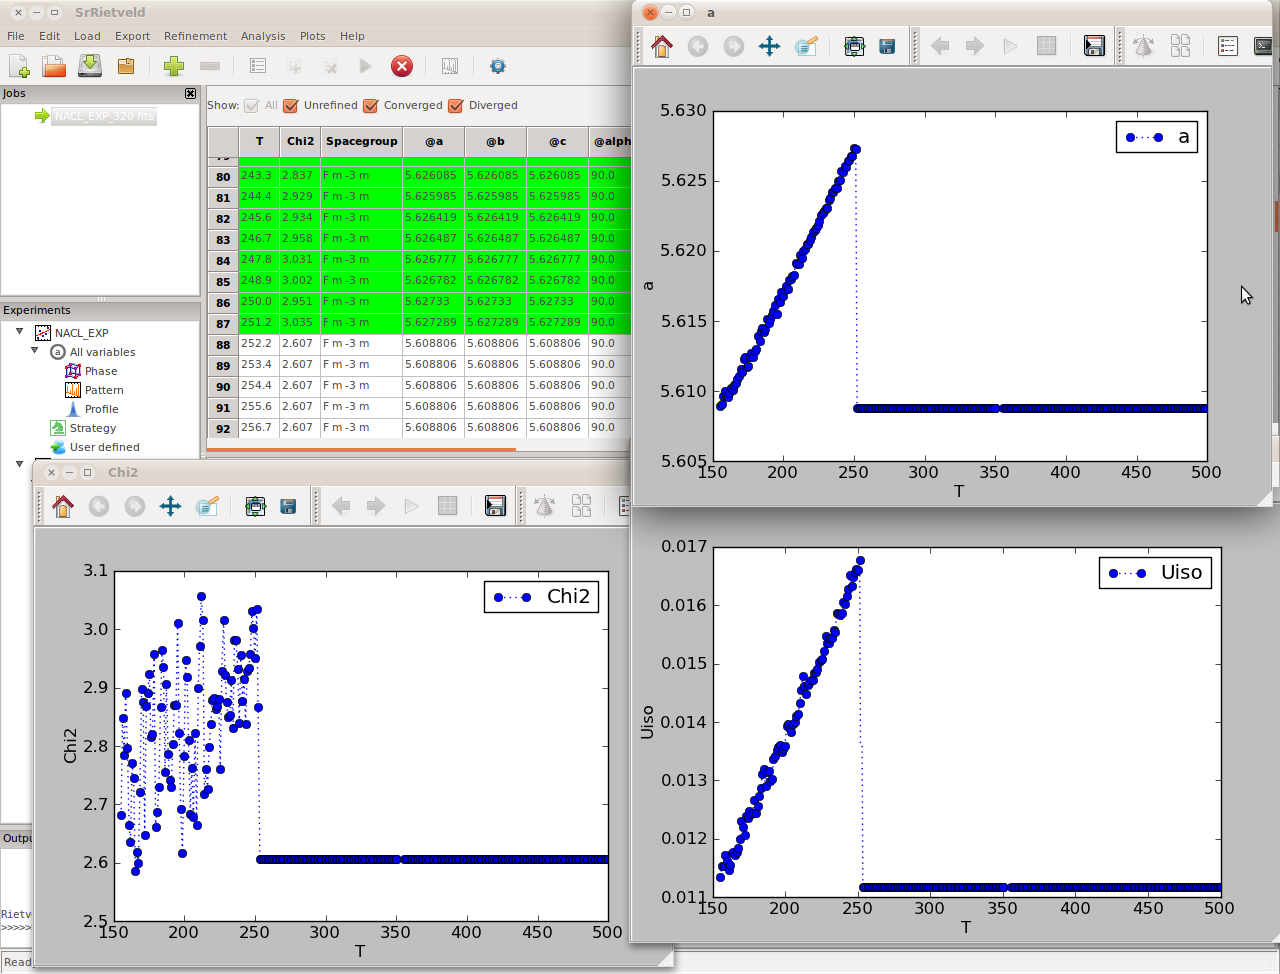 SrRietveld
File Edit Load Export Refinement Analysis Plots Help
Jobs
NACL_EXP_320 fits
Show: All Unrefined Converged Diverged
T Chi2 Spacegroup @a @b @c @alph
80 243.3 2.837 F m -3 m 5.626085 5.626085 5.626085 90.0
81 244.4 2.929 F m -3 m 5.625985 5.625985 5.625985 90.0
82 245.6 2.934 F m -3 m 5.626419 5.626419 5.626419 90.0
83 246.7 2.958 F m -3 m 5.626487 5.626487 5.626487 90.0
84 247.8 3.031 F m -3 m 5.626777 5.626777 5.626777 90.0
85 248.9 3.002 F m -3 m 5.626782 5.626782 5.626782 90.0
86 250.0 2.951 F m -3 m 5.62733 5.62733 5.62733 90.0
87 251.2 3.035 F m -3 m 5.627289 5.627289 5.627289 90.0
88 252.2 2.607 F m -3 m 5.608806 5.608806 5.608806 90.0
89 253.4 2.607 F m -3 m 5.608806 5.608806 5.608806 90.0
90 254.4 2.607 F m -3 m 5.608806 5.608806 5.608806 90.0
91 255.6 2.607 F m -3 m 5.608806 5.608806 5.608806 90.0
92 256.7 2.607 F m -3 m 5.608806 5.608806 5.608806 90.0
Experiments
NACL_EXP
a All variables
Phase
Pattern
Profile
Strategy
User defined
Outpu
Rietv
>>>>>
Read
a
5.630
5.625
5.620
5.615
5.610
5.605
a
150 200 250 300 350 400 450 500
T
a
Chi2
3.1
3.0
2.9
2.8
2.7
2.6
2.5
Chi2
150 200 250 300 350 400 450 500
T
Chi2
0.017
0.016
0.015
0.014
0.013
0.012
0.011
Uiso
150 200 250 300 350 400 450 500
T
Uiso